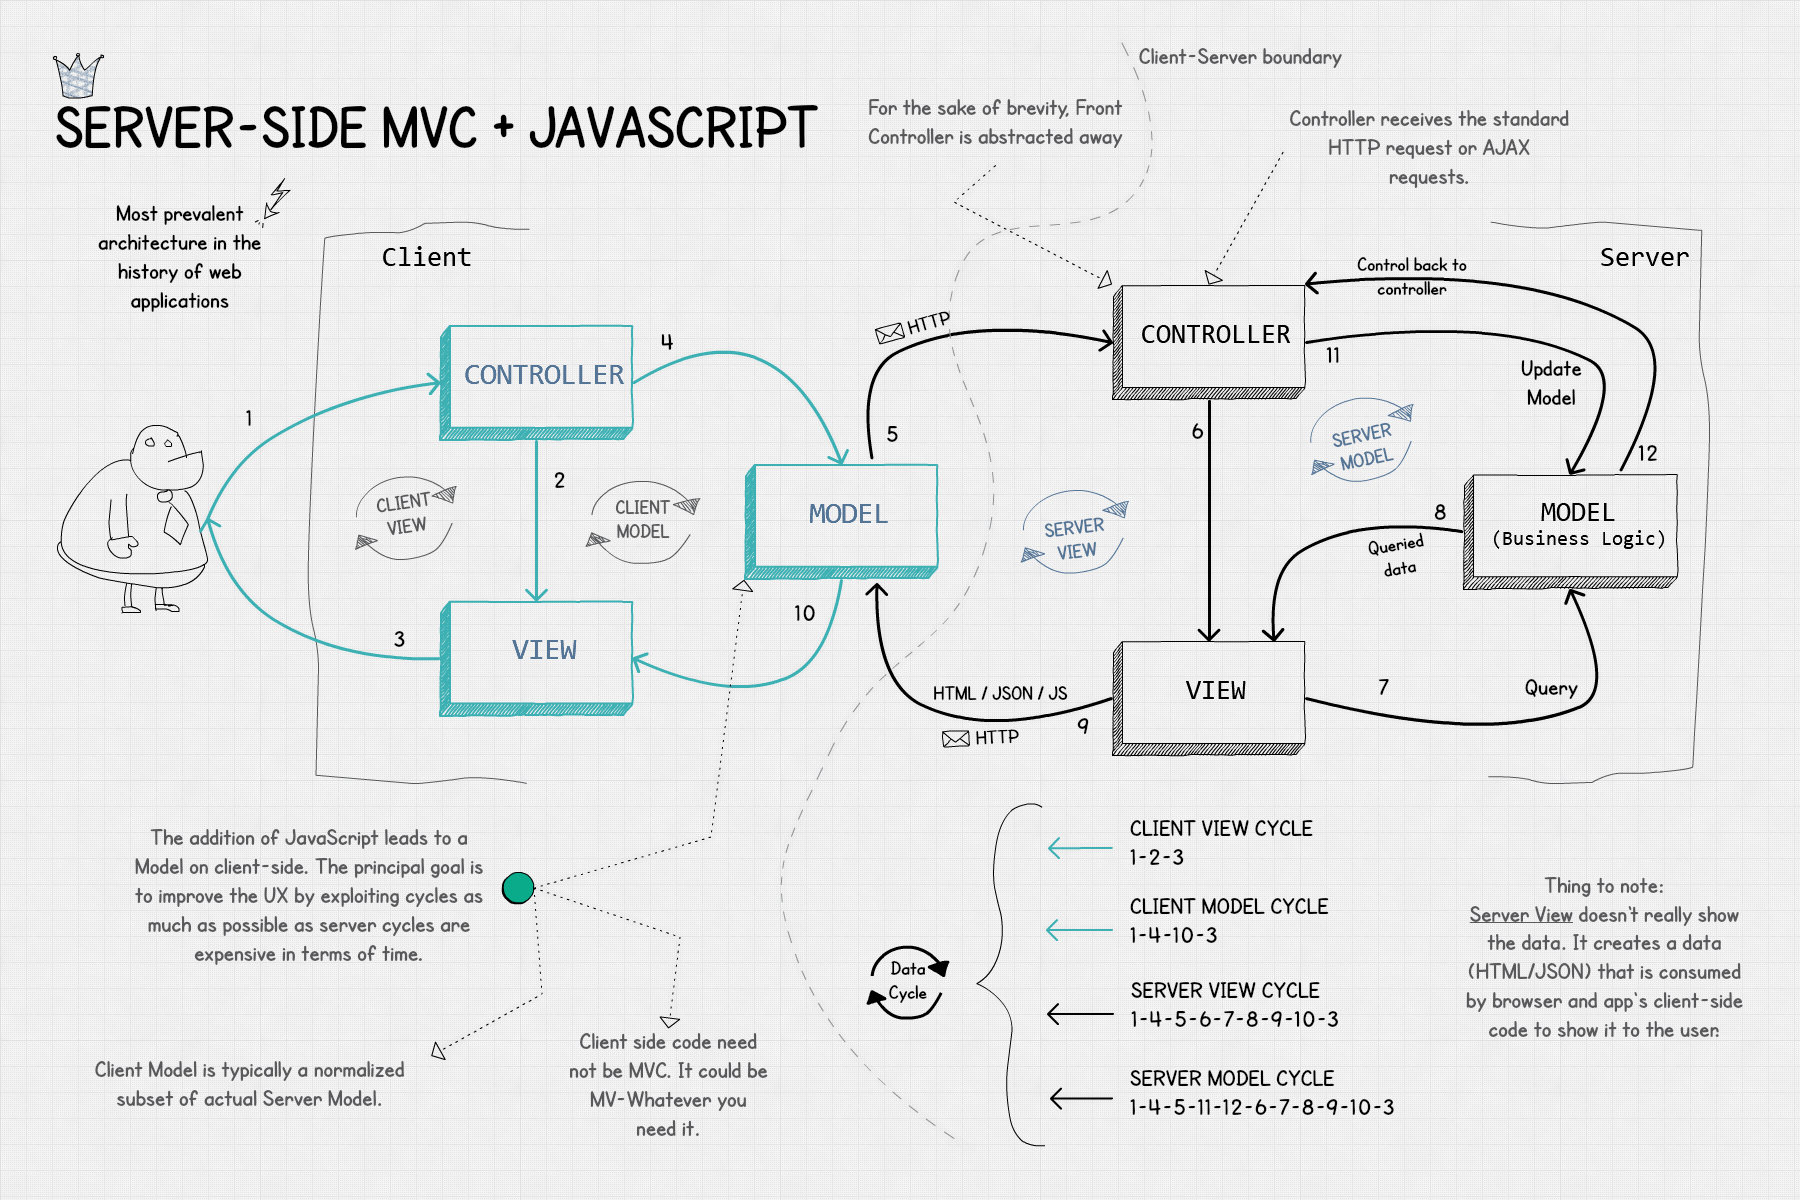 SERVER-SIDE MVC + JAVASCRIPT
Most prevalent
architecture in the
history of web
applications
Client-Server boundary
For the sake of brevity, Front
Controller is abstracted away
Controller receives the standard
HTTP request or AJAX
requests.
Client
Server
CONTROLLER
VIEW
MODEL
1
2
3
4
CLIENT
VIEW
CLIENT
MODEL
5
HTTP
10
CONTROLLER
Control back to
controller
11
Update
Model
12
6
SERVER
MODEL
SERVER
VIEW
MODEL
(Business Logic)
8
Queried
data
VIEW
7
Query
HTML / JSON / JS
9
HTTP
The addition of JavaScript leads to a
Model on client-side. The principal goal is
to improve the UX by exploiting cycles as
much as possible as server cycles are
expensive in terms of time.
Client Model is typically a normalized
subset of actual Server Model.
Client side code need
not be MVC. It could be
MV-Whatever you
need it.
Data
Cycle
CLIENT VIEW CYCLE
1-2-3
CLIENT MODEL CYCLE
1-4-10-3
SERVER VIEW CYCLE
1-4-5-6-7-8-9-10-3
SERVER MODEL CYCLE
1-4-5-11-12-6-7-8-9-10-3
Thing to note:
Server View doesn't really show
the data. It creates a data
(HTML/JSON) that is consumed
by browser and app's client-side
code to show it to the user.